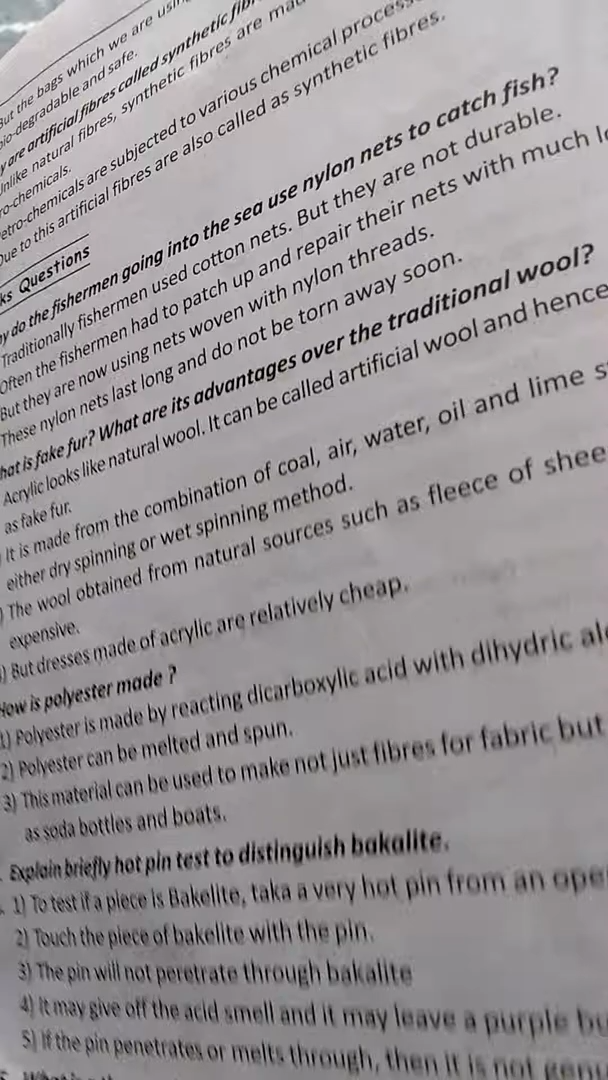 But the bags which we are
bio-degradable and safe.
y are artificial fibres called synthetic
Unlike natural fibres, synthetic fibres are
ro-chemicals.
etro-chemicals are subjected to various chemical
Due to this artificial fibres are also called as synthetic fibres.
ks Questions
y do the fishermen going into the sea use nylon nets to catch fish?
Traditionally fishermen used cotton nets. But they are not durable.
Often the fishermen had to patch up and repair their nets with much
But they are now using nets woven with nylon threads.
These nylon nets last long and do not be torn away soon.
hat is fake fur? What are its advantages over the traditional wool?
Acrylic looks like natural wool. It can be called artificial wool and hence
as fake fur.
It is made from the combination of coal, air, water, oil and lime
either dry spinning or wet spinning method.
) The wool obtained from natural sources such as fleece of shee
expensive.
) But dresses made of acrylic are relatively cheap.
How is polyester made ?
1) Polyester is made by reacting dicarboxylic acid with dihydric
2) Polyester can be melted and spun.
3) This material can be used to make not just fibres for fabric but
as soda bottles and boats.
Explain briefly hot pin test to distinguish bakalite.
1) To test if a piece is Bakelite, taka a very hot pin from an ope
2) Touch the piece of bakelite with the pin.
3) The pin will not peretrate through bakalite
4) It may give off the acid smell and it may leave a purple bu
5) If the pin penetrates or melts through, then it is not genu